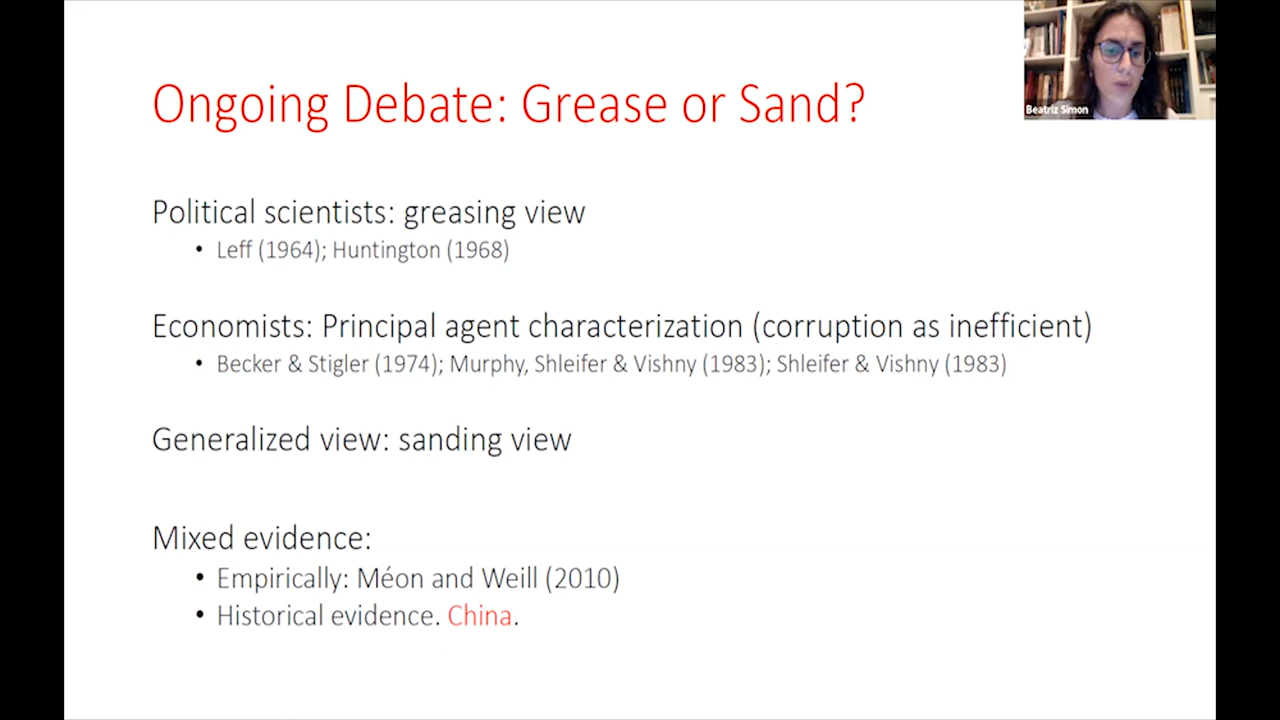 Ongoing Debate: Grease or Sand?
Beatriz Simon
Political scientists: greasing view
• Leff (1964); Huntington (1968)
Economists: Principal agent characterization (corruption as inefficient)
• Becker & Stigler (1974); Murphy, Shleifer & Vishny (1983); Shleifer & Vishny (1983)
Generalized view: sanding view
Mixed evidence:
• Empirically: Méon and Weill (2010)
• Historical evidence. China.